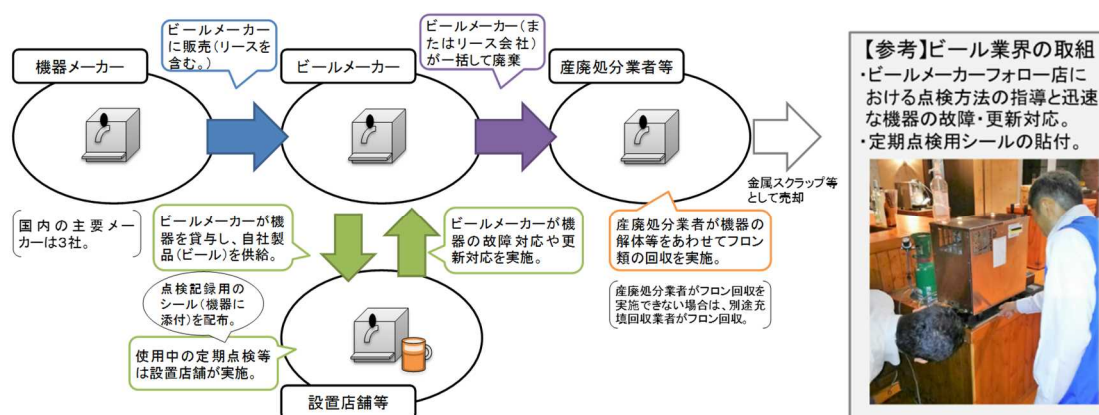 機器メーカー
ビールメーカー
に販売(リースを
含む。)
ビールメーカー
ビールメーカー(ま
たはリース会社)
が一括して廃棄
産廃処分業者等
金属スクラップ等
として売却
国内の主要メー
カーは3社。
ビールメーカーが機
器を貸与し、自社製
品(ビール)を供給。
ビールメーカーが機
器の故障対応や更
新対応を実施。
産廃処分業者が機器の
解体等をあわせてフロン
類の回収を実施。
産廃処分業者がフロン回収を
実施できない場合は、別途充
填回収業者がフロン回収。
点検記録用の
シール(機器に
添付)を配布。
使用中の定期点検等
は設置店舗が実施。
設置店舗等
【参考】ビール業界の取組
・ビールメーカーフォロー店に
おける点検方法の指導と迅速
な機器の故障・更新対応。
・定期点検用シールの貼付。